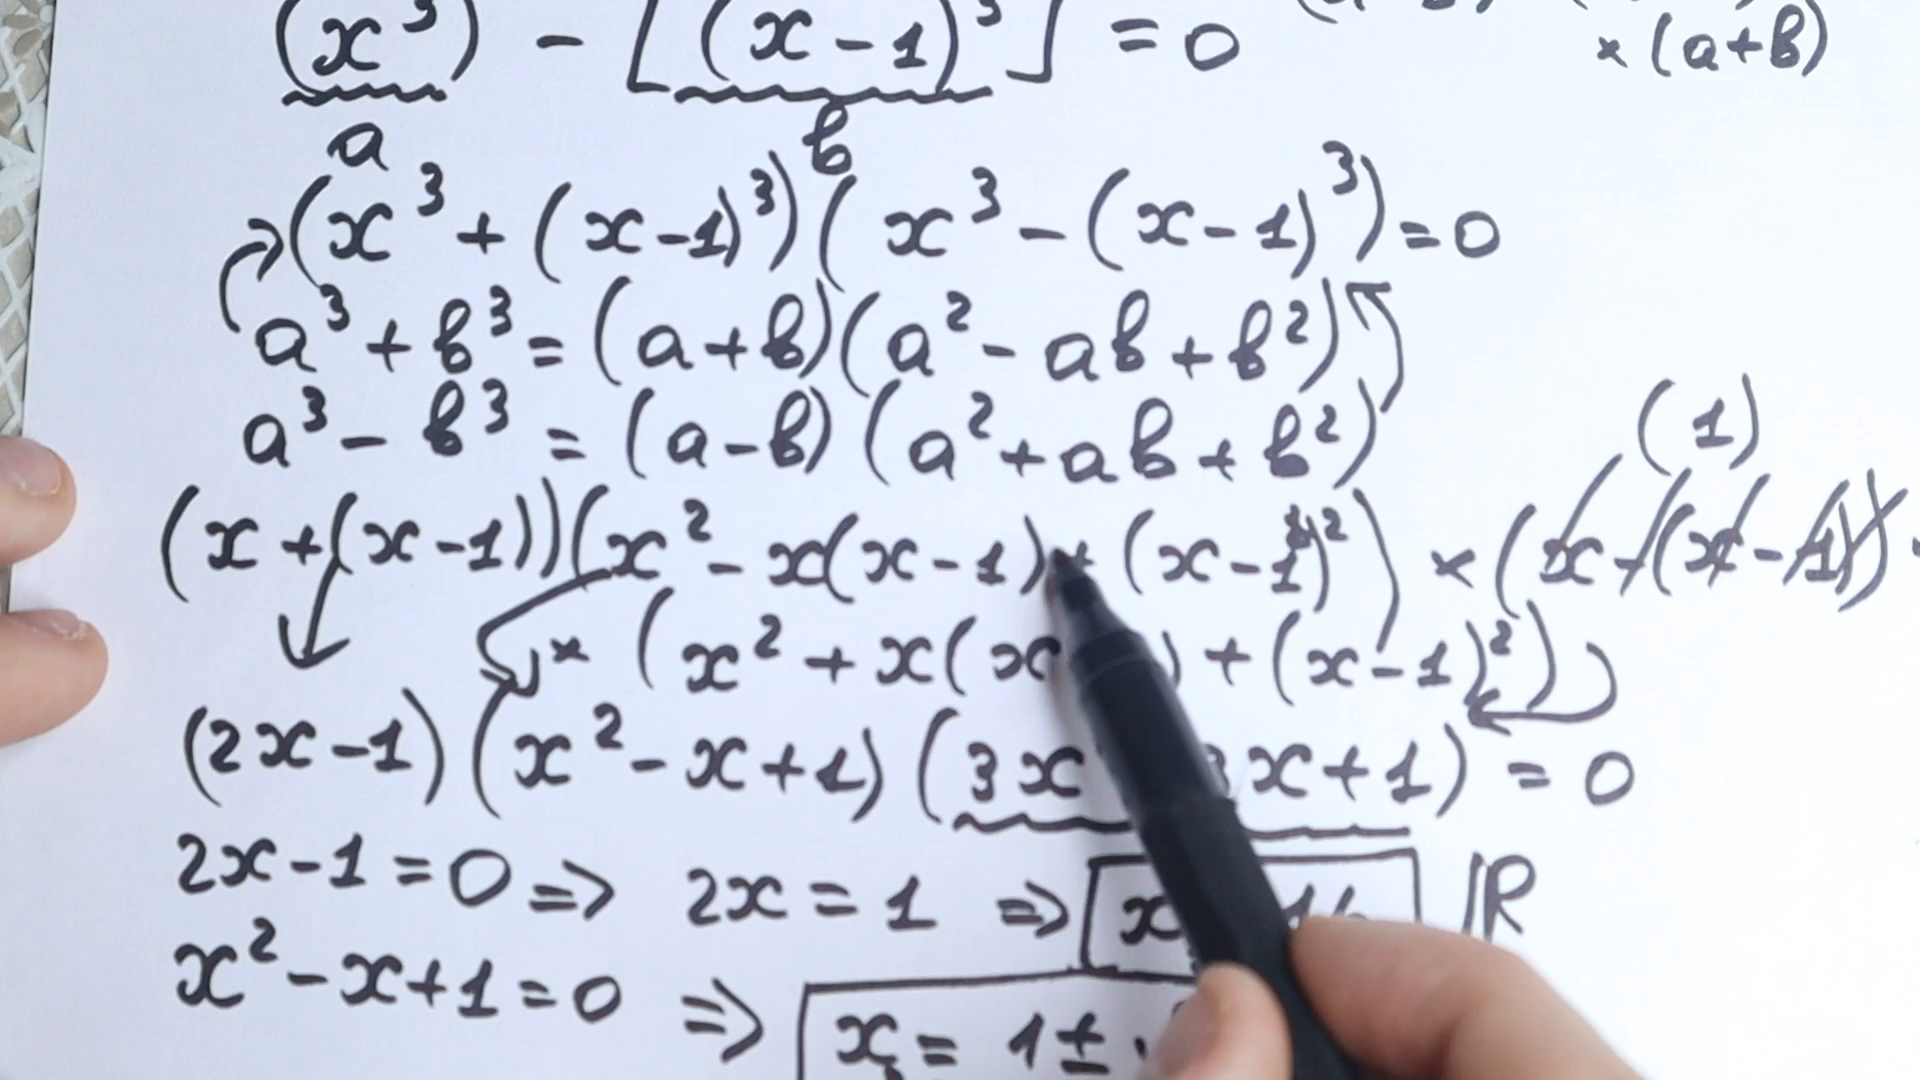 (x³) - [(x-1)³] = 0
×(a+b)
a b
(x³+(x-1)³)(x³-(x-1)³)=0
a³+b³=(a+b)(a²-ab+b²)
a³-b³=(a-b)(a²+ab+b²)
(1)
(x+(x-1))(x²-x(x-1)+(x-1)²)×(x-(x-1))·
×(x²+x(x )+(x-1)²)
(2x-1)(x²-x+1)(3x 3x+1)=0
2x-1=0 ⇒ 2x=1 ⇒ x ℝ
x²-x+1=0 ⇒ x = 1±